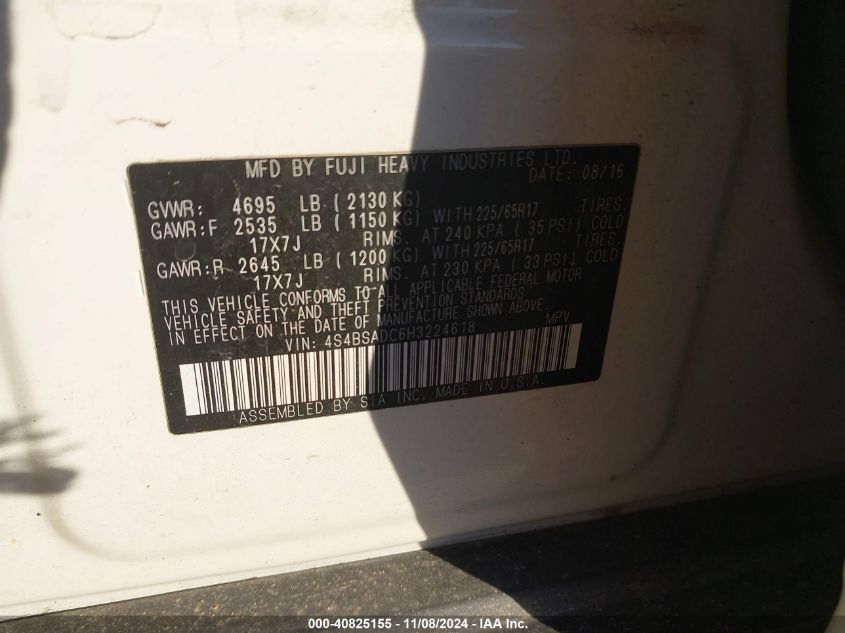 MFD BY FUJI HEAVY INDUSTRIES LTD.
DATE: 08/16
GVWR: 4695 LB ( 2130 KG)
GAWR:F 2535 LB ( 1150 KG) WITH 225/65R17 TIRES,
17X7J RIMS, AT 240 KPA ( 35 PSI) COLD
GAWR:R 2645 LB ( 1200 KG) WITH 225/65R17 TIRES,
17X7J RIMS, AT 230 KPA ( 33 PSI) COLD
THIS VEHICLE CONFORMS TO ALL APPLICABLE FEDERAL MOTOR
VEHICLE SAFETY AND THEFT PREVENTION STANDARDS
IN EFFECT ON THE DATE OF MANUFACTURE SHOWN ABOVE.
VIN: 4S4BSADC6H3224618 MPV
ASSEMBLED BY SIA INC. MADE IN U.S.A.
000-40825155 - 11/08/2024 - IAA Inc.